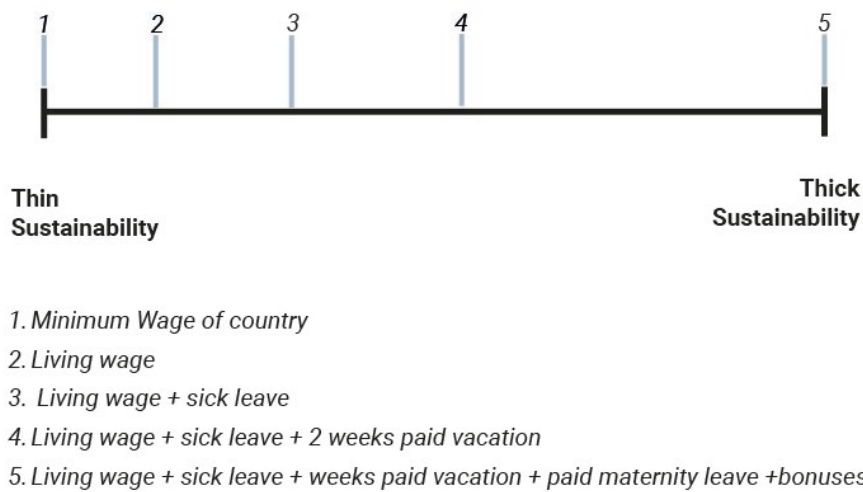 1 2 3 4 5
Thin
Sustainability
Thick
Sustainability
1. Minimum Wage of country
2. Living wage
3. Living wage + sick leave
4. Living wage + sick leave + 2 weeks paid vacation
5. Living wage + sick leave + weeks paid vacation + paid maternity leave +bonuses